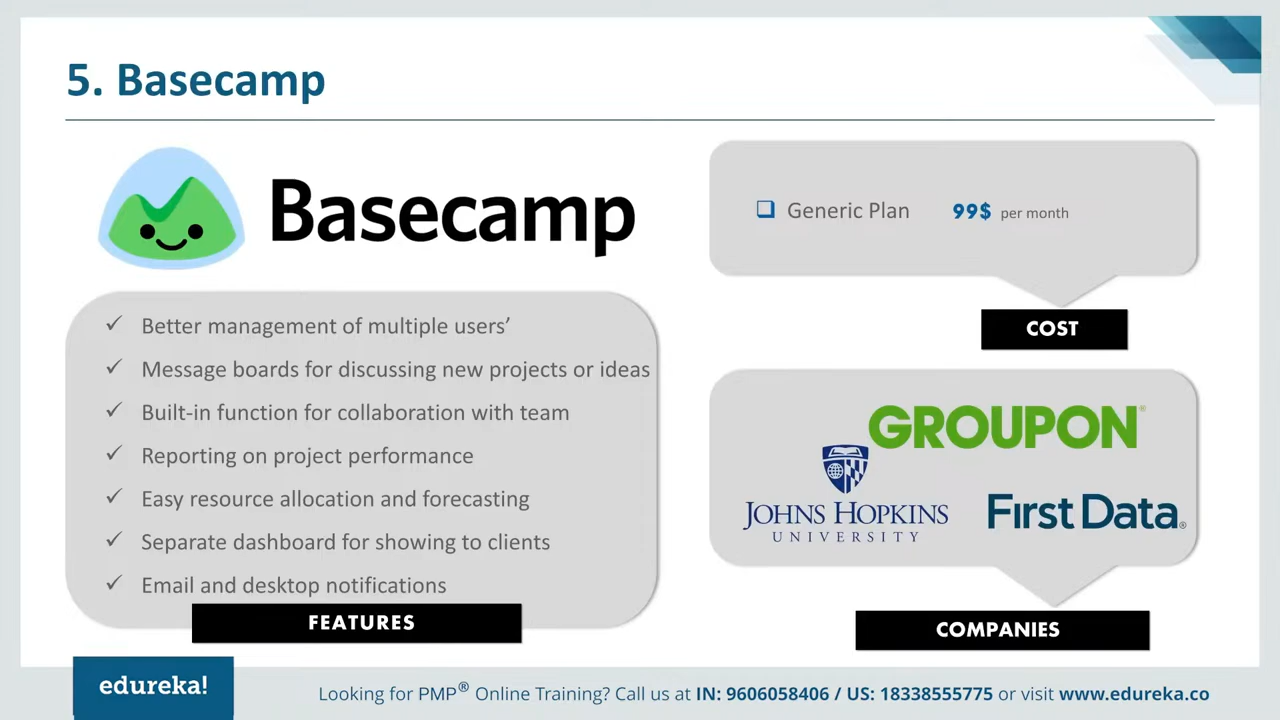 5. Basecamp
Basecamp
Better management of multiple users’
Message boards for discussing new projects or ideas
Built-in function for collaboration with team
Reporting on project performance
Easy resource allocation and forecasting
Separate dashboard for showing to clients
Email and desktop notifications
FEATURES
Generic Plan 99$ per month
COST
GROUPON®
JOHNS HOPKINS
UNIVERSITY
First Data®
COMPANIES
edureka!
Looking for PMP® Online Training? Call us at IN: 9606058406 / US: 18338555775 or visit www.edureka.co